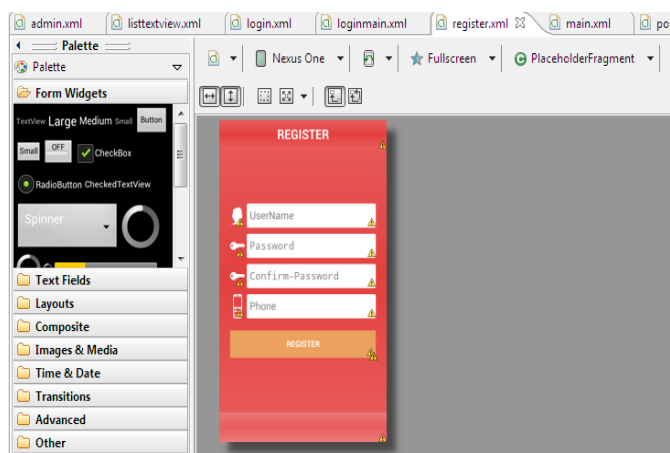 admin.xml listtextview.xml login.xml loginmain.xml register.xml main.xml po
Palette
Palette
Nexus One Fullscreen PlaceholderFragment
Form Widgets
TextView Large Medium Small Button
Small OFF CheckBox
RadioButton CheckedTextView
Spinner
Text Fields
Layouts
Composite
Images & Media
Time & Date
Transitions
Advanced
Other
REGISTER
UserName
Password
Confirm-Password
Phone
REGISTER